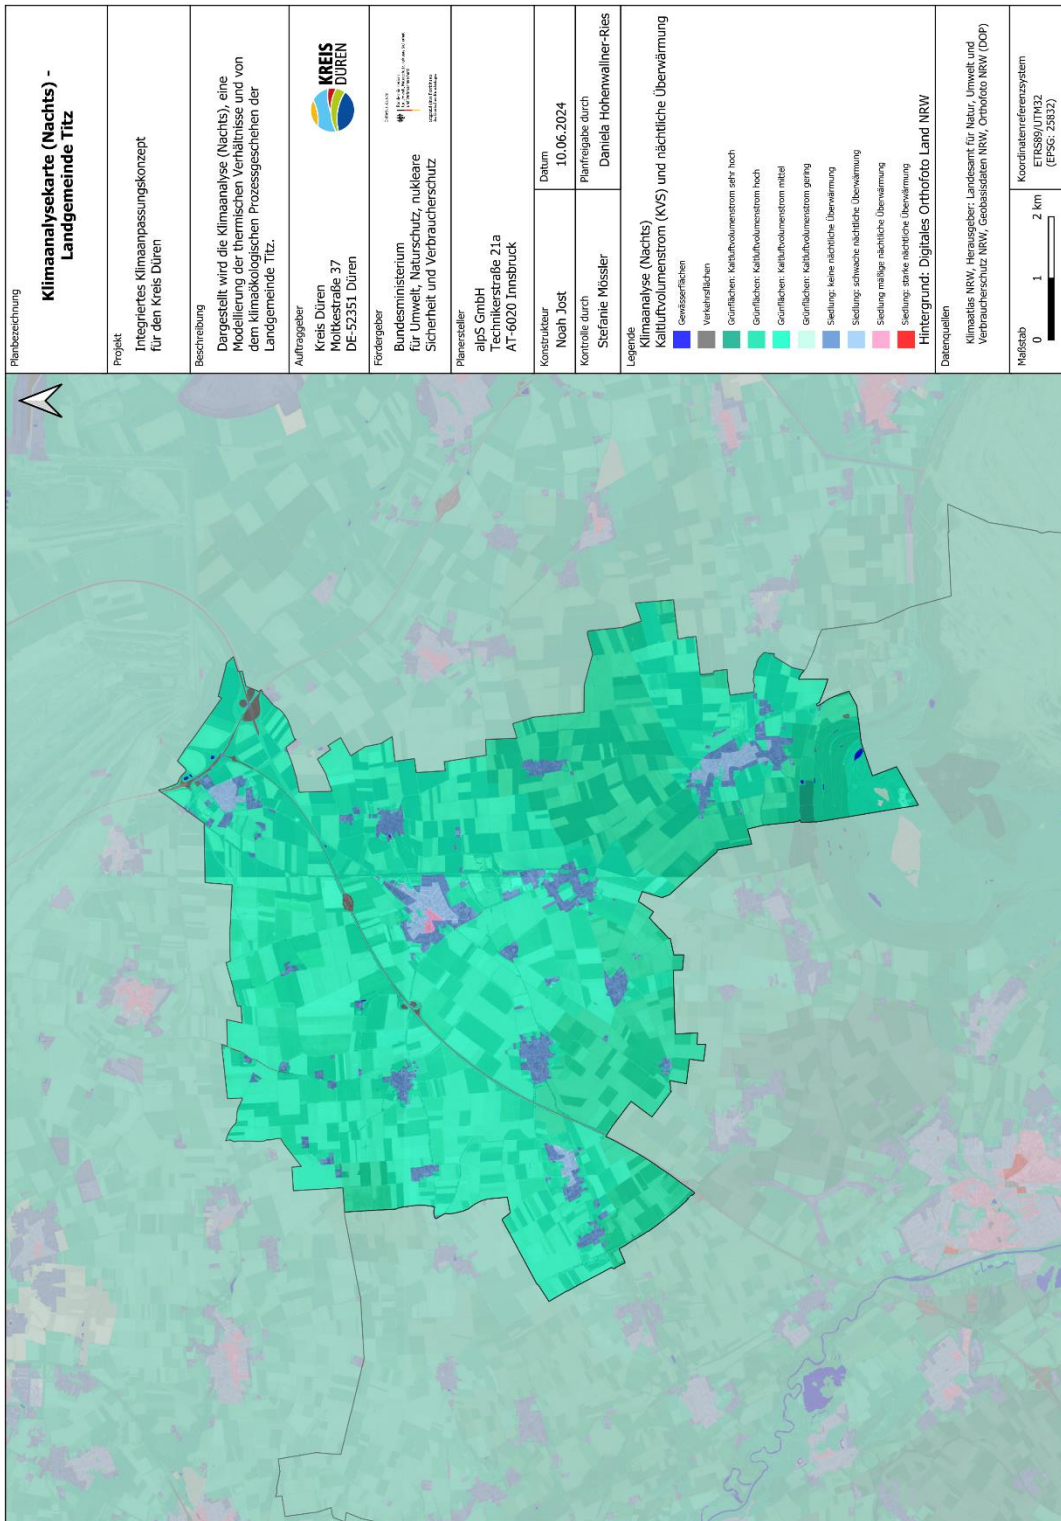 Planbezeichnung
Klimaanalysekarte (Nachts) -
Landgemeinde Titz
Projekt
Integriertes Klimaanpassungskonzept
für den Kreis Düren
Beschreibung
Dargestellt wird die Klimaanalyse (Nachts), eine
Modellierung der thermischen Verhältnisse und von
dem klimaökologischen Prozessgeschehen der
Landgemeinde Titz.
Auftraggeber
Kreis Düren
Moltkestraße 37
DE-52351 Düren
KREIS
DÜREN
Fördergeber
Bundesministerium
für Umwelt, Naturschutz, nukleare
Sicherheit und Verbraucherschutz
Planersteller
alpS GmbH
Technikerstraße 21a
AT-6020 Innsbruck
Konstrukteur
Noah Jost
Datum
10.06.2024
Kontrolle durch
Stefanie Mössler
Planfreigabe durch
Daniela Hohenwallner-Ries
Legende
Klimaanalyse (Nachts)
Kaltluftvolumenstrom (KVS) und nächtliche Überwärmung
Gewässerflächen
Verkehrsflächen
Grünflächen: Kaltluftvolumenstrom sehr hoch
Grünflächen: Kaltluftvolumenstrom hoch
Grünflächen: Kaltluftvolumenstrom mittel
Grünflächen: Kaltluftvolumenstrom gering
Siedlung: keine nächtliche Überwärmung
Siedlung: schwache nächtliche Überwärmung
Siedlung mäßige nächtliche Überwärmung
Siedlung: starke nächtliche Überwärmung
Hintergrund: Digitales Orthofoto Land NRW
Datenquellen
Klimaatlas NRW, Herausgeber: Landesamt für Natur, Umwelt und
Verbraucherschutz NRW, Geobasisdaten NRW, Orthofoto NRW (DOP)
Maßstab
0 1 2 km
Koordinatenreferenzsystem
ETRS89/UTM32
(EPSG: 25832)